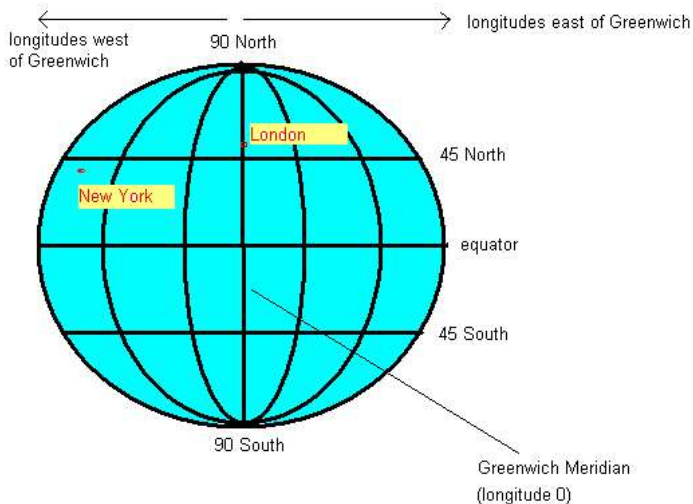 longitudes west
of Greenwich
90 North
longitudes east of Greenwich
London
45 North
New York
equator
45 South
90 South
Greenwich Meridian
(longitude 0)